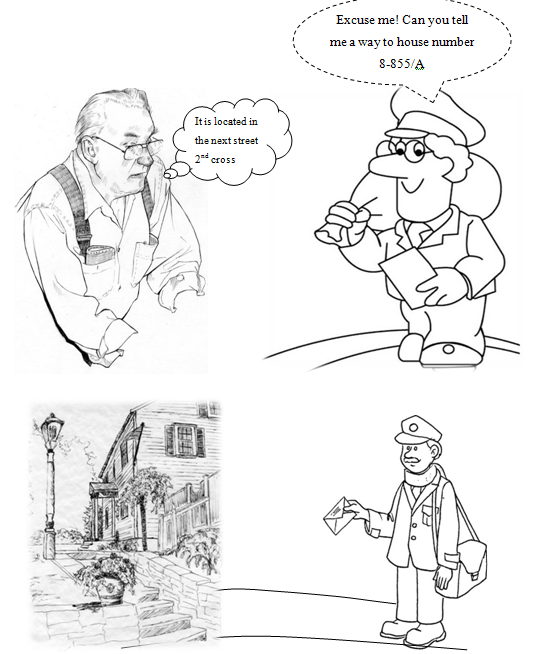 Excuse me! Can you tell
me a way to house number
8-855/A
It is located in
the next street
2nd cross